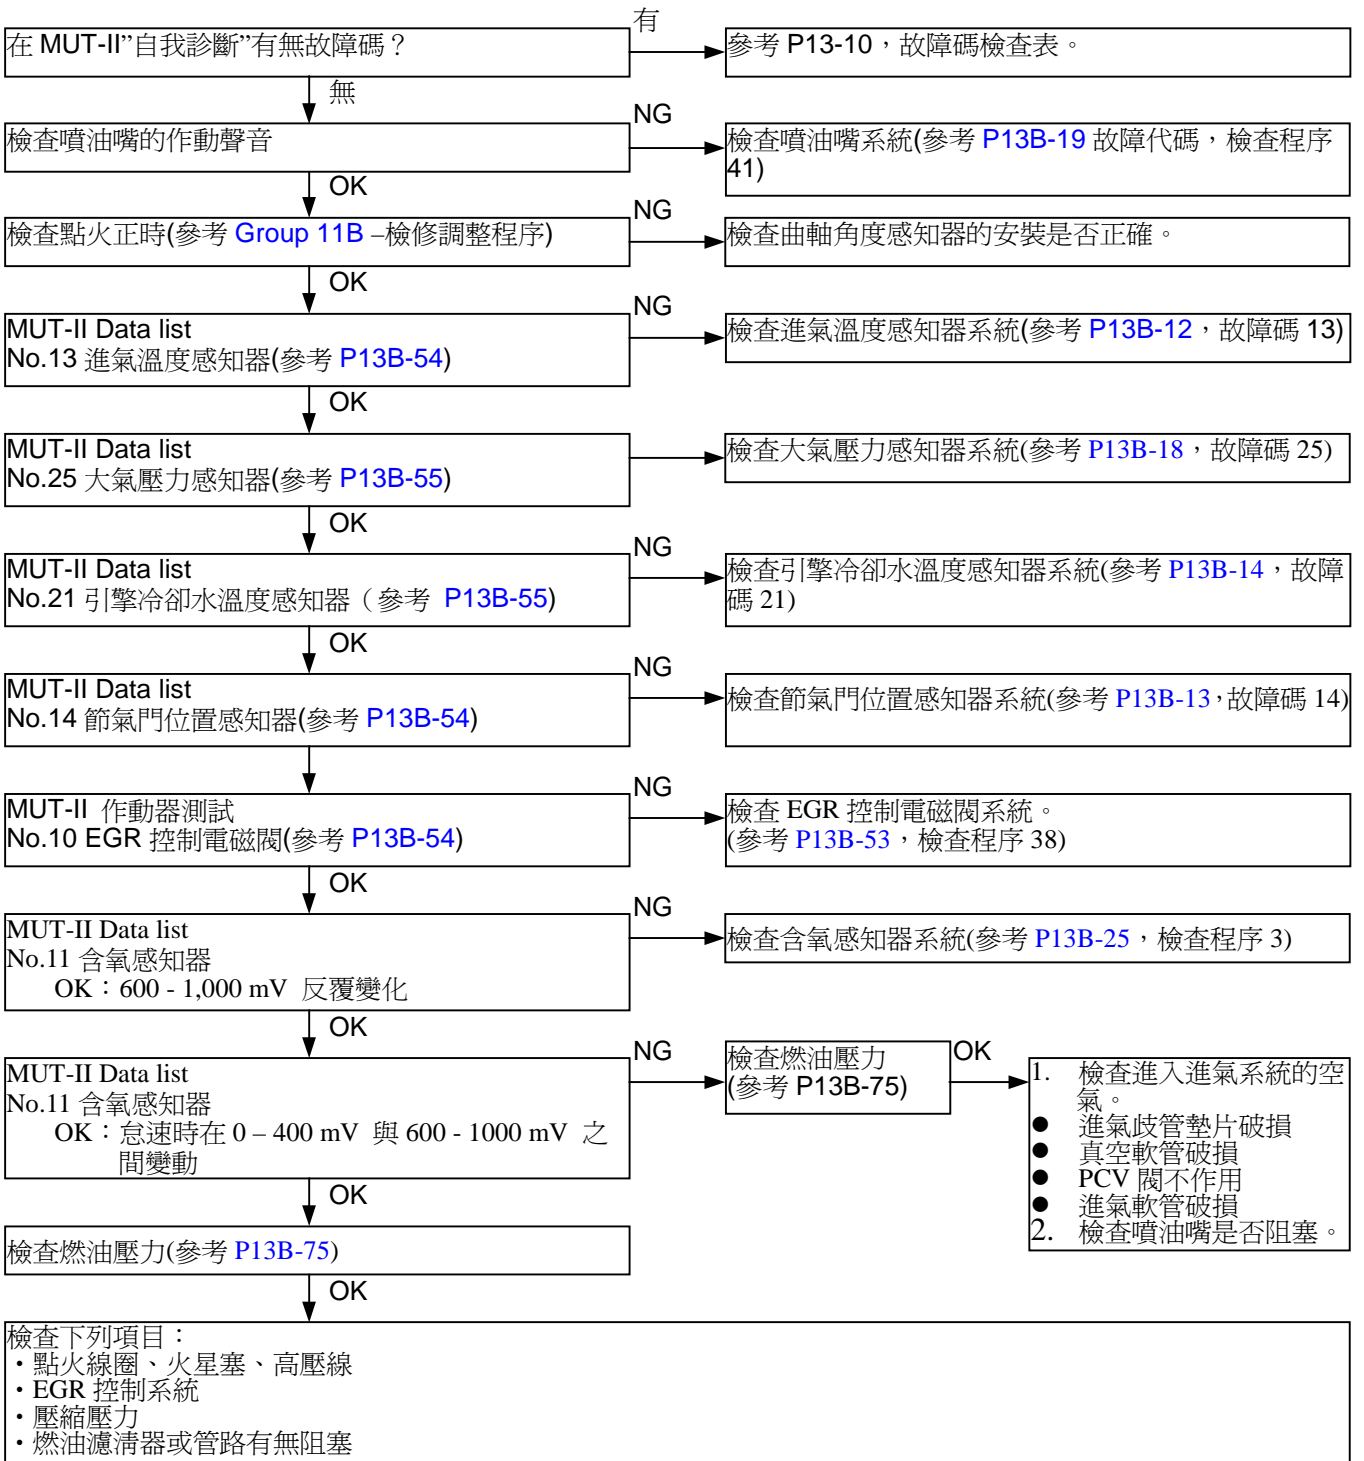 有
在 MUT-II”自我診斷”有無故障碼？
參考 P13-10，故障碼檢查表。
無
NG
檢查噴油嘴的作動聲音
檢查噴油嘴系統(參考 P13B-19 故障代碼，檢查程序
41)
OK
NG
檢查點火正時(參考 Group 11B –檢修調整程序)
檢查曲軸角度感知器的安裝是否正確。
OK
NG
MUT-II Data list
No.13 進氣溫度感知器(參考 P13B-54)
檢查進氣溫度感知器系統(參考 P13B-12，故障碼 13)
OK
NG
MUT-II Data list
No.25 大氣壓力感知器(參考 P13B-55)
檢查大氣壓力感知器系統(參考 P13B-18，故障碼 25)
OK
NG
MUT-II Data list
No.21 引擎冷卻水溫度感知器（參考 P13B-55)
檢查引擎冷卻水溫度感知器系統(參考 P13B-14，故障
碼 21)
OK
NG
MUT-II Data list
No.14 節氣門位置感知器(參考 P13B-54)
檢查節氣門位置感知器系統(參考 P13B-13，故障碼 14)
NG
MUT-II 作動器測試
No.10 EGR 控制電磁閥(參考 P13B-54)
檢查 EGR 控制電磁閥系統。
(參考 P13B-53，檢查程序 38)
OK
NG
MUT-II Data list
No.11 含氧感知器
OK：600 - 1,000 mV 反覆變化
檢查含氧感知器系統(參考 P13B-25，檢查程序 3)
OK
NG
MUT-II Data list
No.11 含氧感知器
OK：怠速時在 0 – 400 mV 與 600 - 1000 mV 之
間變動
檢查燃油壓力
(參考 P13B-75)
OK
1. 檢查進入進氣系統的空
氣。
● 進氣歧管墊片破損
● 真空軟管破損
● PCV 閥不作用
● 進氣軟管破損
2. 檢查噴油嘴是否阻塞。
OK
檢查燃油壓力(參考 P13B-75)
OK
檢查下列項目：
・點火線圈、火星塞、高壓線
・EGR 控制系統
・壓縮壓力
・燃油濾清器或管路有無阻塞